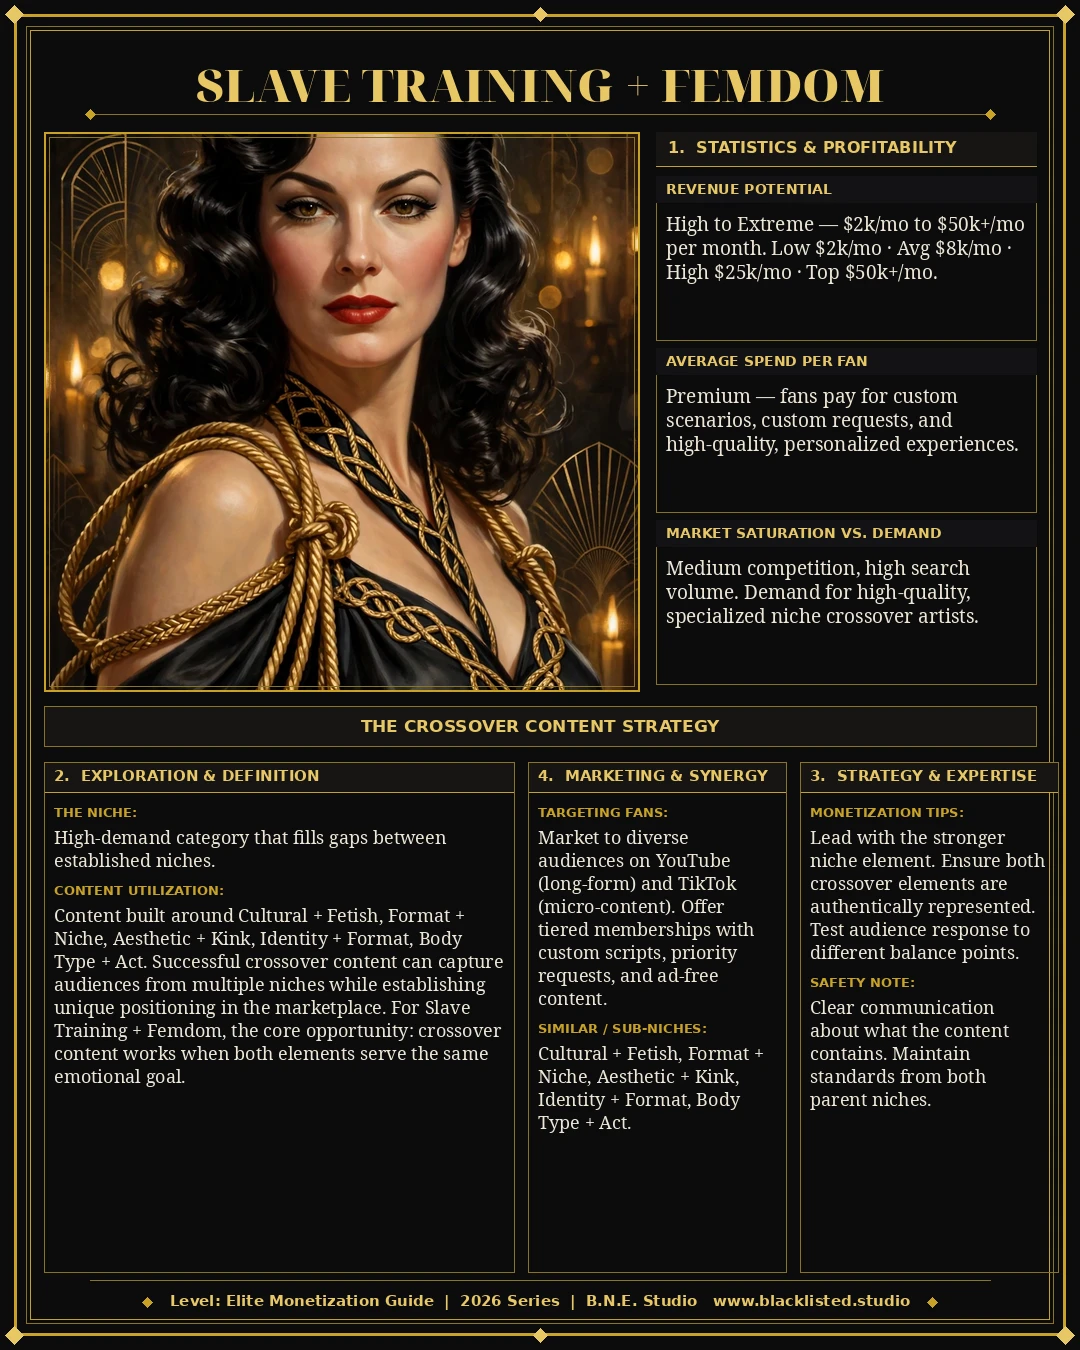 SLAVE TRAINING + FEMDOM
1. STATISTICS & PROFITABILITY
REVENUE POTENTIAL
High to Extreme — $2k/mo to $50k+/mo
per month. Low $2k/mo · Avg $8k/mo ·
High $25k/mo · Top $50k+/mo.
AVERAGE SPEND PER FAN
Premium — fans pay for custom
scenarios, custom requests, and
high-quality, personalized experiences.
MARKET SATURATION VS. DEMAND
Medium competition, high search
volume. Demand for high-quality,
specialized niche crossover artists.
THE CROSSOVER CONTENT STRATEGY
2. EXPLORATION & DEFINITION
THE NICHE:
High-demand category that fills gaps between
established niches.
CONTENT UTILIZATION:
Content built around Cultural + Fetish, Format +
Niche, Aesthetic + Kink, Identity + Format, Body
Type + Act. Successful crossover content can capture
audiences from multiple niches while establishing
unique positioning in the marketplace. For Slave
Training + Femdom, the core opportunity: crossover
content works when both elements serve the same
emotional goal.
4. MARKETING & SYNERGY
TARGETING FANS:
Market to diverse
audiences on YouTube
(long-form) and TikTok
(micro-content). Offer
tiered memberships with
custom scripts, priority
requests, and ad-free
content.
SIMILAR / SUB-NICHES:
Cultural + Fetish, Format +
Niche, Aesthetic + Kink,
Identity + Format, Body
Type + Act.
3. STRATEGY & EXPERTISE
MONETIZATION TIPS:
Lead with the stronger
niche element. Ensure both
crossover elements are
authentically represented.
Test audience response to
different balance points.
SAFETY NOTE:
Clear communication
about what the content
contains. Maintain
standards from both
parent niches.
Level: Elite Monetization Guide | 2026 Series | B.N.E. Studio www.blacklisted.studio